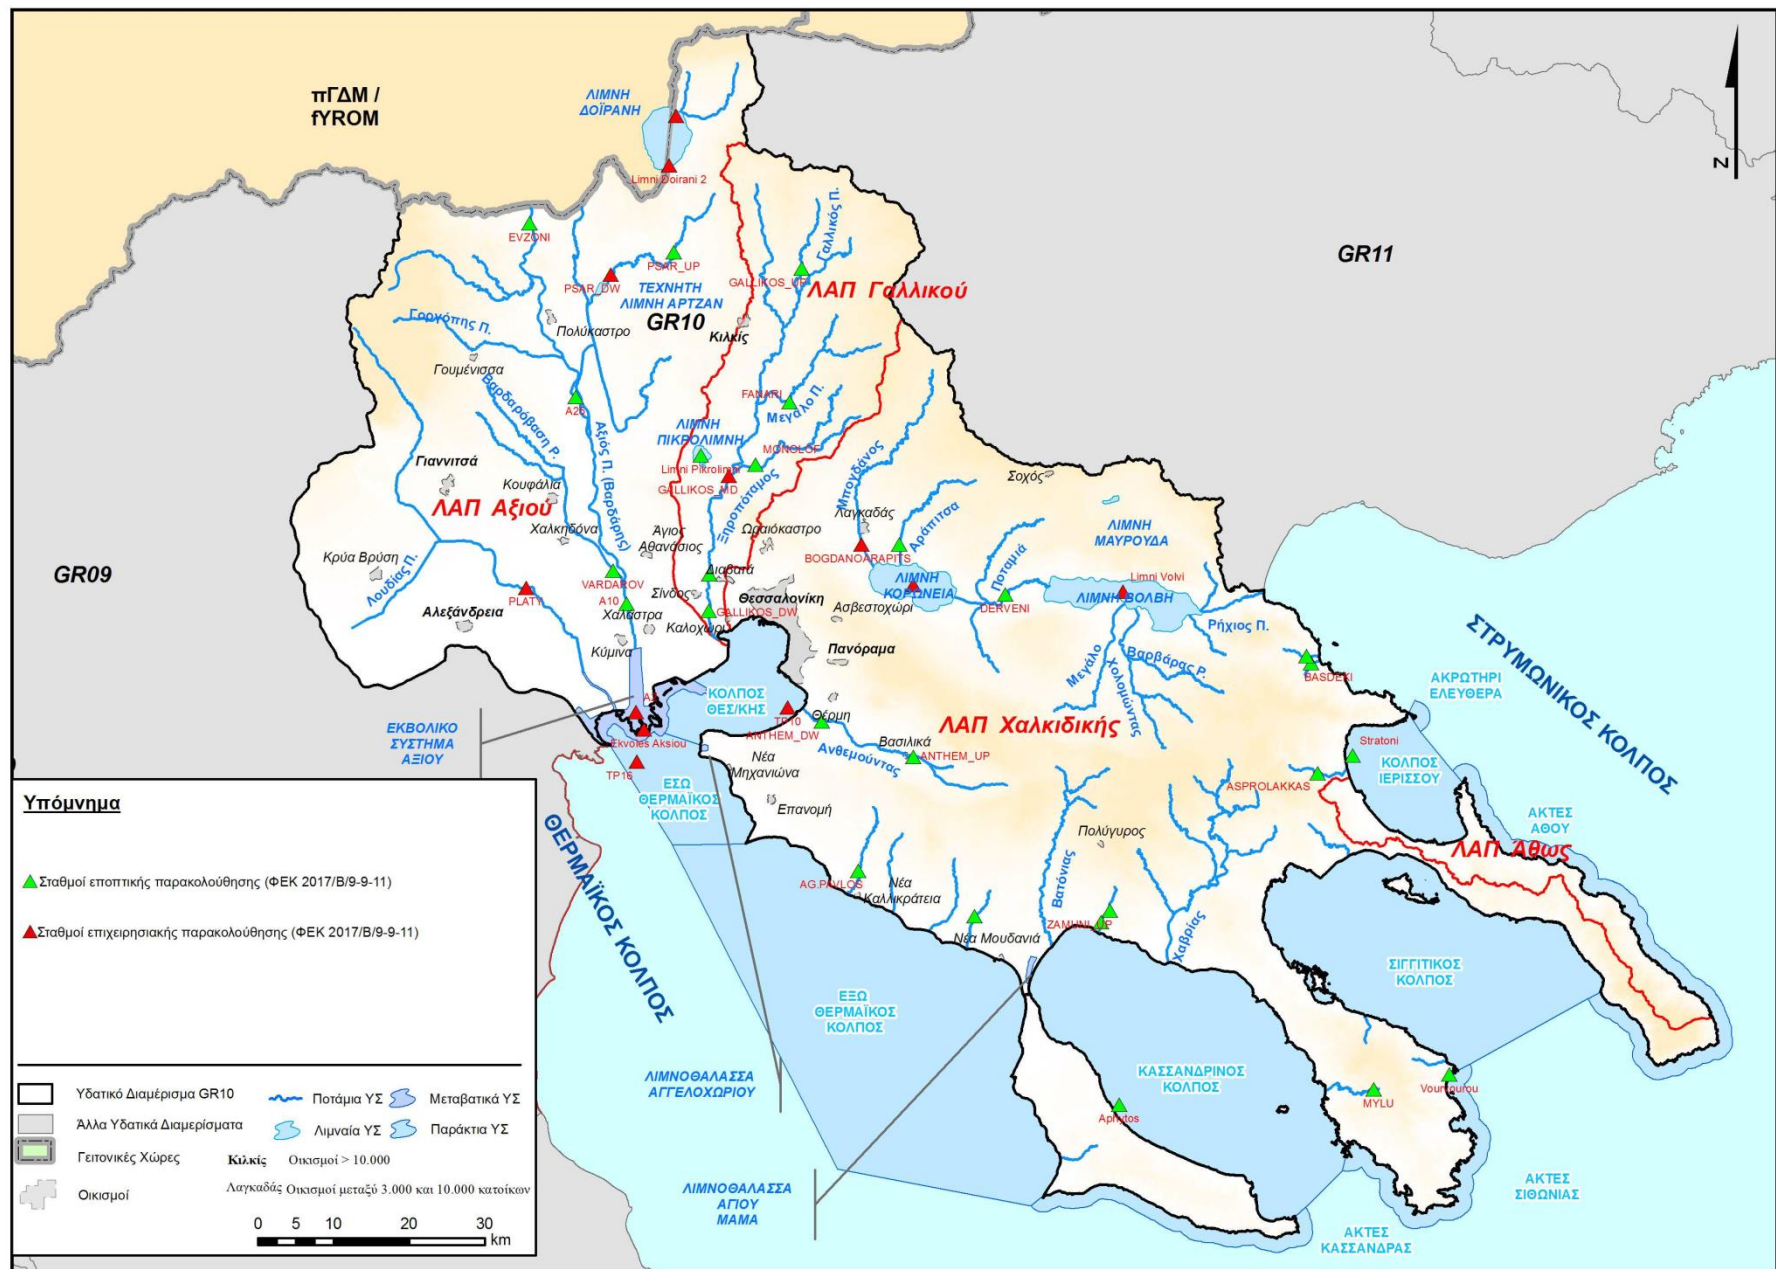 πΓΔΜ /
fYROM
ΛΙΜΝΗ
ΔΟΪΡΑΝΗ
Limni Doirani 2
N
GR11
EVZONI
PSAR_UP
PSAR_DW
ΤΕΧΝΗΤΗ
ΛΙΜΝΗ ΑΡΤΖΑΝ
GR10
Γαλλικός Π.
GALLIKOS_UP
ΛΑΠ Γαλλικού
Γοργόπης Π.
Πολύκαστρο
Κιλκίς
Γουμένισσα
Βαρδαρόβαση Ρ.
A25
Αξιός Π. (Βαρδάρης)
FANARI
Μεγάλο Π.
ΛΙΜΝΗ
ΠΙΚΡΟΛΙΜΝΗ
Limni Pikrolimni
MONOLOF
GALLIKOS_MD
Ξηροπόταμος
Γιαννιτσά
Κουφάλια
ΛΑΠ Αξιού
Χαλκηδόνα
Άγιος
Αθανάσιος
Ωραιόκαστρο
Μπογδάνος
Λαγκαδάς
Αράπιτσα
Σοχός
ΛΙΜΝΗ
ΜΑΥΡΟΥΔΑ
BOGDANOARAPITS
ΛΙΜΝΗ
ΚΟΡΩΝΕΙΑ
Ποταμιά
DERVENI
Limni Volvi
ΛΙΜΝΗ ΒΟΛΒΗ
Ρήχιος Π.
GR09
Κρύα Βρύση
Λουδίας Π.
PLATY
Αλεξάνδρεια
VARDAROV
A10
Χαλάστρα
Κύμινα
Διαβατά
Σίνδος
GALLIKOS_DW
Καλοχώρι
Θεσσαλονίκη
Ασβεστοχώρι
Πανόραμα
Μεγάλο
Χολομώντας
Βαρβάρας Ρ.
BASDEKI
ΣΤΡΥΜΩΝΙΚΟΣ ΚΟΛΠΟΣ
ΑΚΡΩΤΗΡΙ
ΕΛΕΥΘΕΡΑ
ΕΚΒΟΛΙΚΟ
ΣΥΣΤΗΜΑ
ΑΞΙΟΥ
Ekvoles Aksiou
TP16
ΚΟΛΠΟΣ
ΘΕΣ/ΚΗΣ
TP10
ANTHEM_DW
Θέρμη
Ανθεμούντας
Βασιλικά
ANTHEM_UP
ΛΑΠ Χαλκιδικής
Stratoni
ΚΟΛΠΟΣ
ΙΕΡΙΣΣΟΥ
ASPROLAKKAS
ΑΚΤΕΣ
ΑΘΟΥ
ΛΑΠ Άθως
Νέα
Μηχανιώνα
Επανομή
ΕΣΩ
ΘΕΡΜΑΪΚΟΣ
ΚΟΛΠΟΣ
ΘΕΡΜΑΪΚΟΣ ΚΟΛΠΟΣ
AG.PAVLOS
Νέα
Καλλικράτεια
Βατόνιας
Πολύγυρος
ZAMUNI_UP
Νέα Μουδανιά
Χαβρίας
ΣΙΓΓΙΤΙΚΟΣ
ΚΟΛΠΟΣ
ΕΞΩ
ΘΕΡΜΑΪΚΟΣ
ΚΟΛΠΟΣ
ΛΙΜΝΟΘΑΛΑΣΣΑ
ΑΓΓΕΛΟΧΩΡΙΟΥ
ΚΑΣΣΑΝΔΡΙΝΟΣ
ΚΟΛΠΟΣ
Aphytos
MYLU
Vourvourou
ΛΙΜΝΟΘΑΛΑΣΣΑ
ΑΓΙΟΥ
ΜΑΜΑ
ΑΚΤΕΣ
ΣΙΘΩΝΙΑΣ
ΑΚΤΕΣ
ΚΑΣΣΑΝΔΡΑΣ
Υπόμνημα
Σταθμοί εποπτικής παρακολούθησης (ΦΕΚ 2017/Β/9-9-11)
Σταθμοί επιχειρησιακής παρακολούθησης (ΦΕΚ 2017/Β/9-9-11)
Υδατικό Διαμέρισμα GR10
Ποτάμια ΥΣ
Μεταβατικά ΥΣ
Άλλα Υδατικά Διαμερίσματα
Λιμναία ΥΣ
Παράκτια ΥΣ
Γειτονικές Χώρες
Κιλκίς Οικισμοί > 10.000
Οικισμοί
Λαγκαδάς Οικισμοί μεταξύ 3.000 και 10.000 κατοίκων
0 5 10 20 30
km